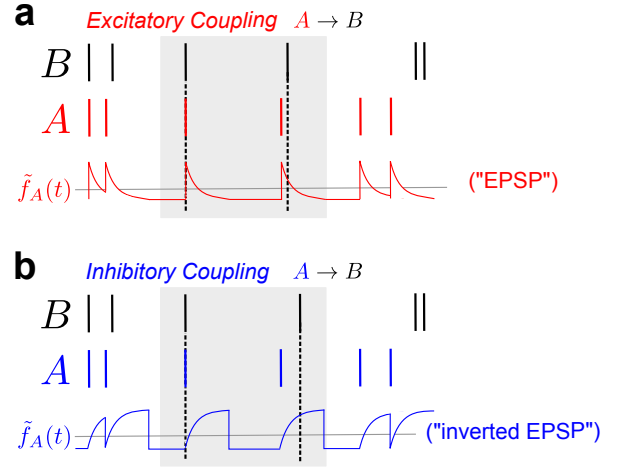 a
Excitatory Coupling A → B
B
A
f̃_A(t) ("EPSP")
b
Inhibitory Coupling A → B
B
A
f̃_A(t) ("inverted EPSP")